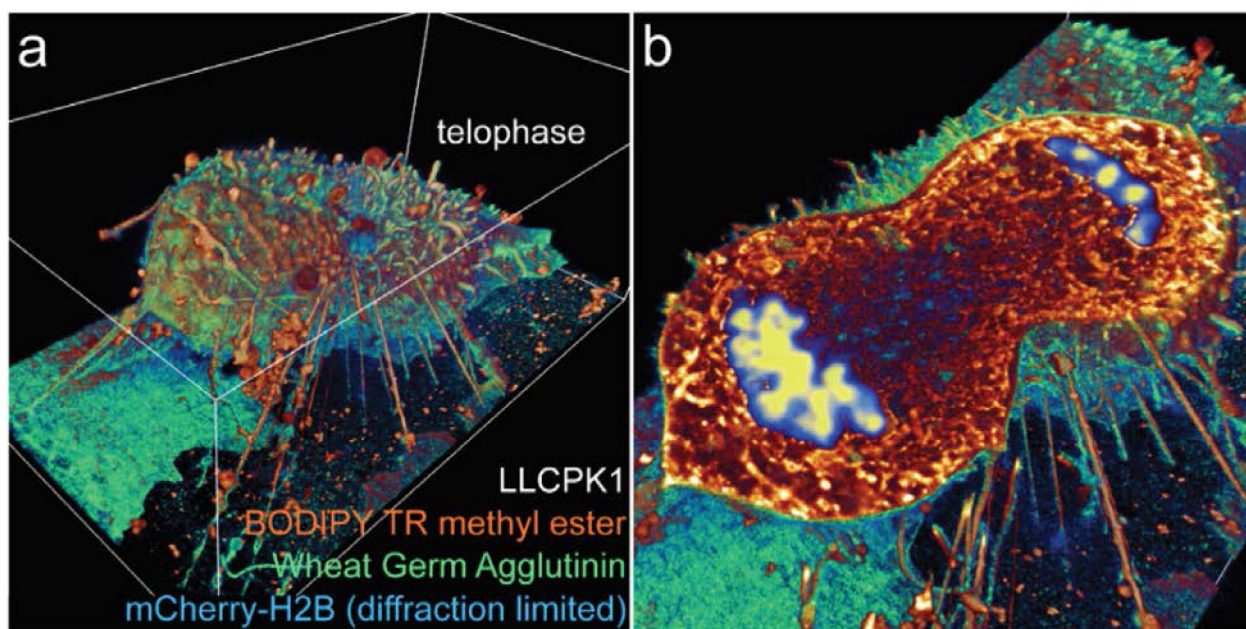 a
telophase
LLCPK1
BODIPY TR methyl ester
Wheat Germ Agglutinin
mCherry-H2B (diffraction limited)
b